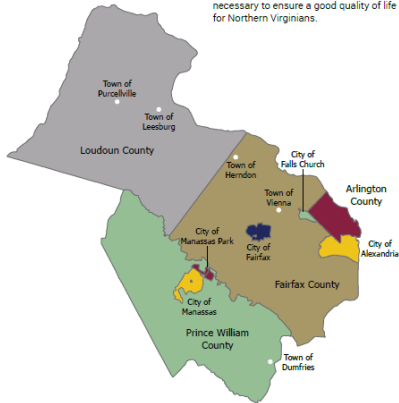 necessary to ensure a good quality of life
for Northern Virginians.
Town of
Purcellville
Town of
Leesburg
Loudoun County
Town of
Herndon
City of
Falls Church
Arlington
County
Town of
Vienna
City of
Manassas Park
City of
Fairfax
City of
Alexandria
Fairfax County
City of
Manassas
Prince William
County
Town of
Dumfries